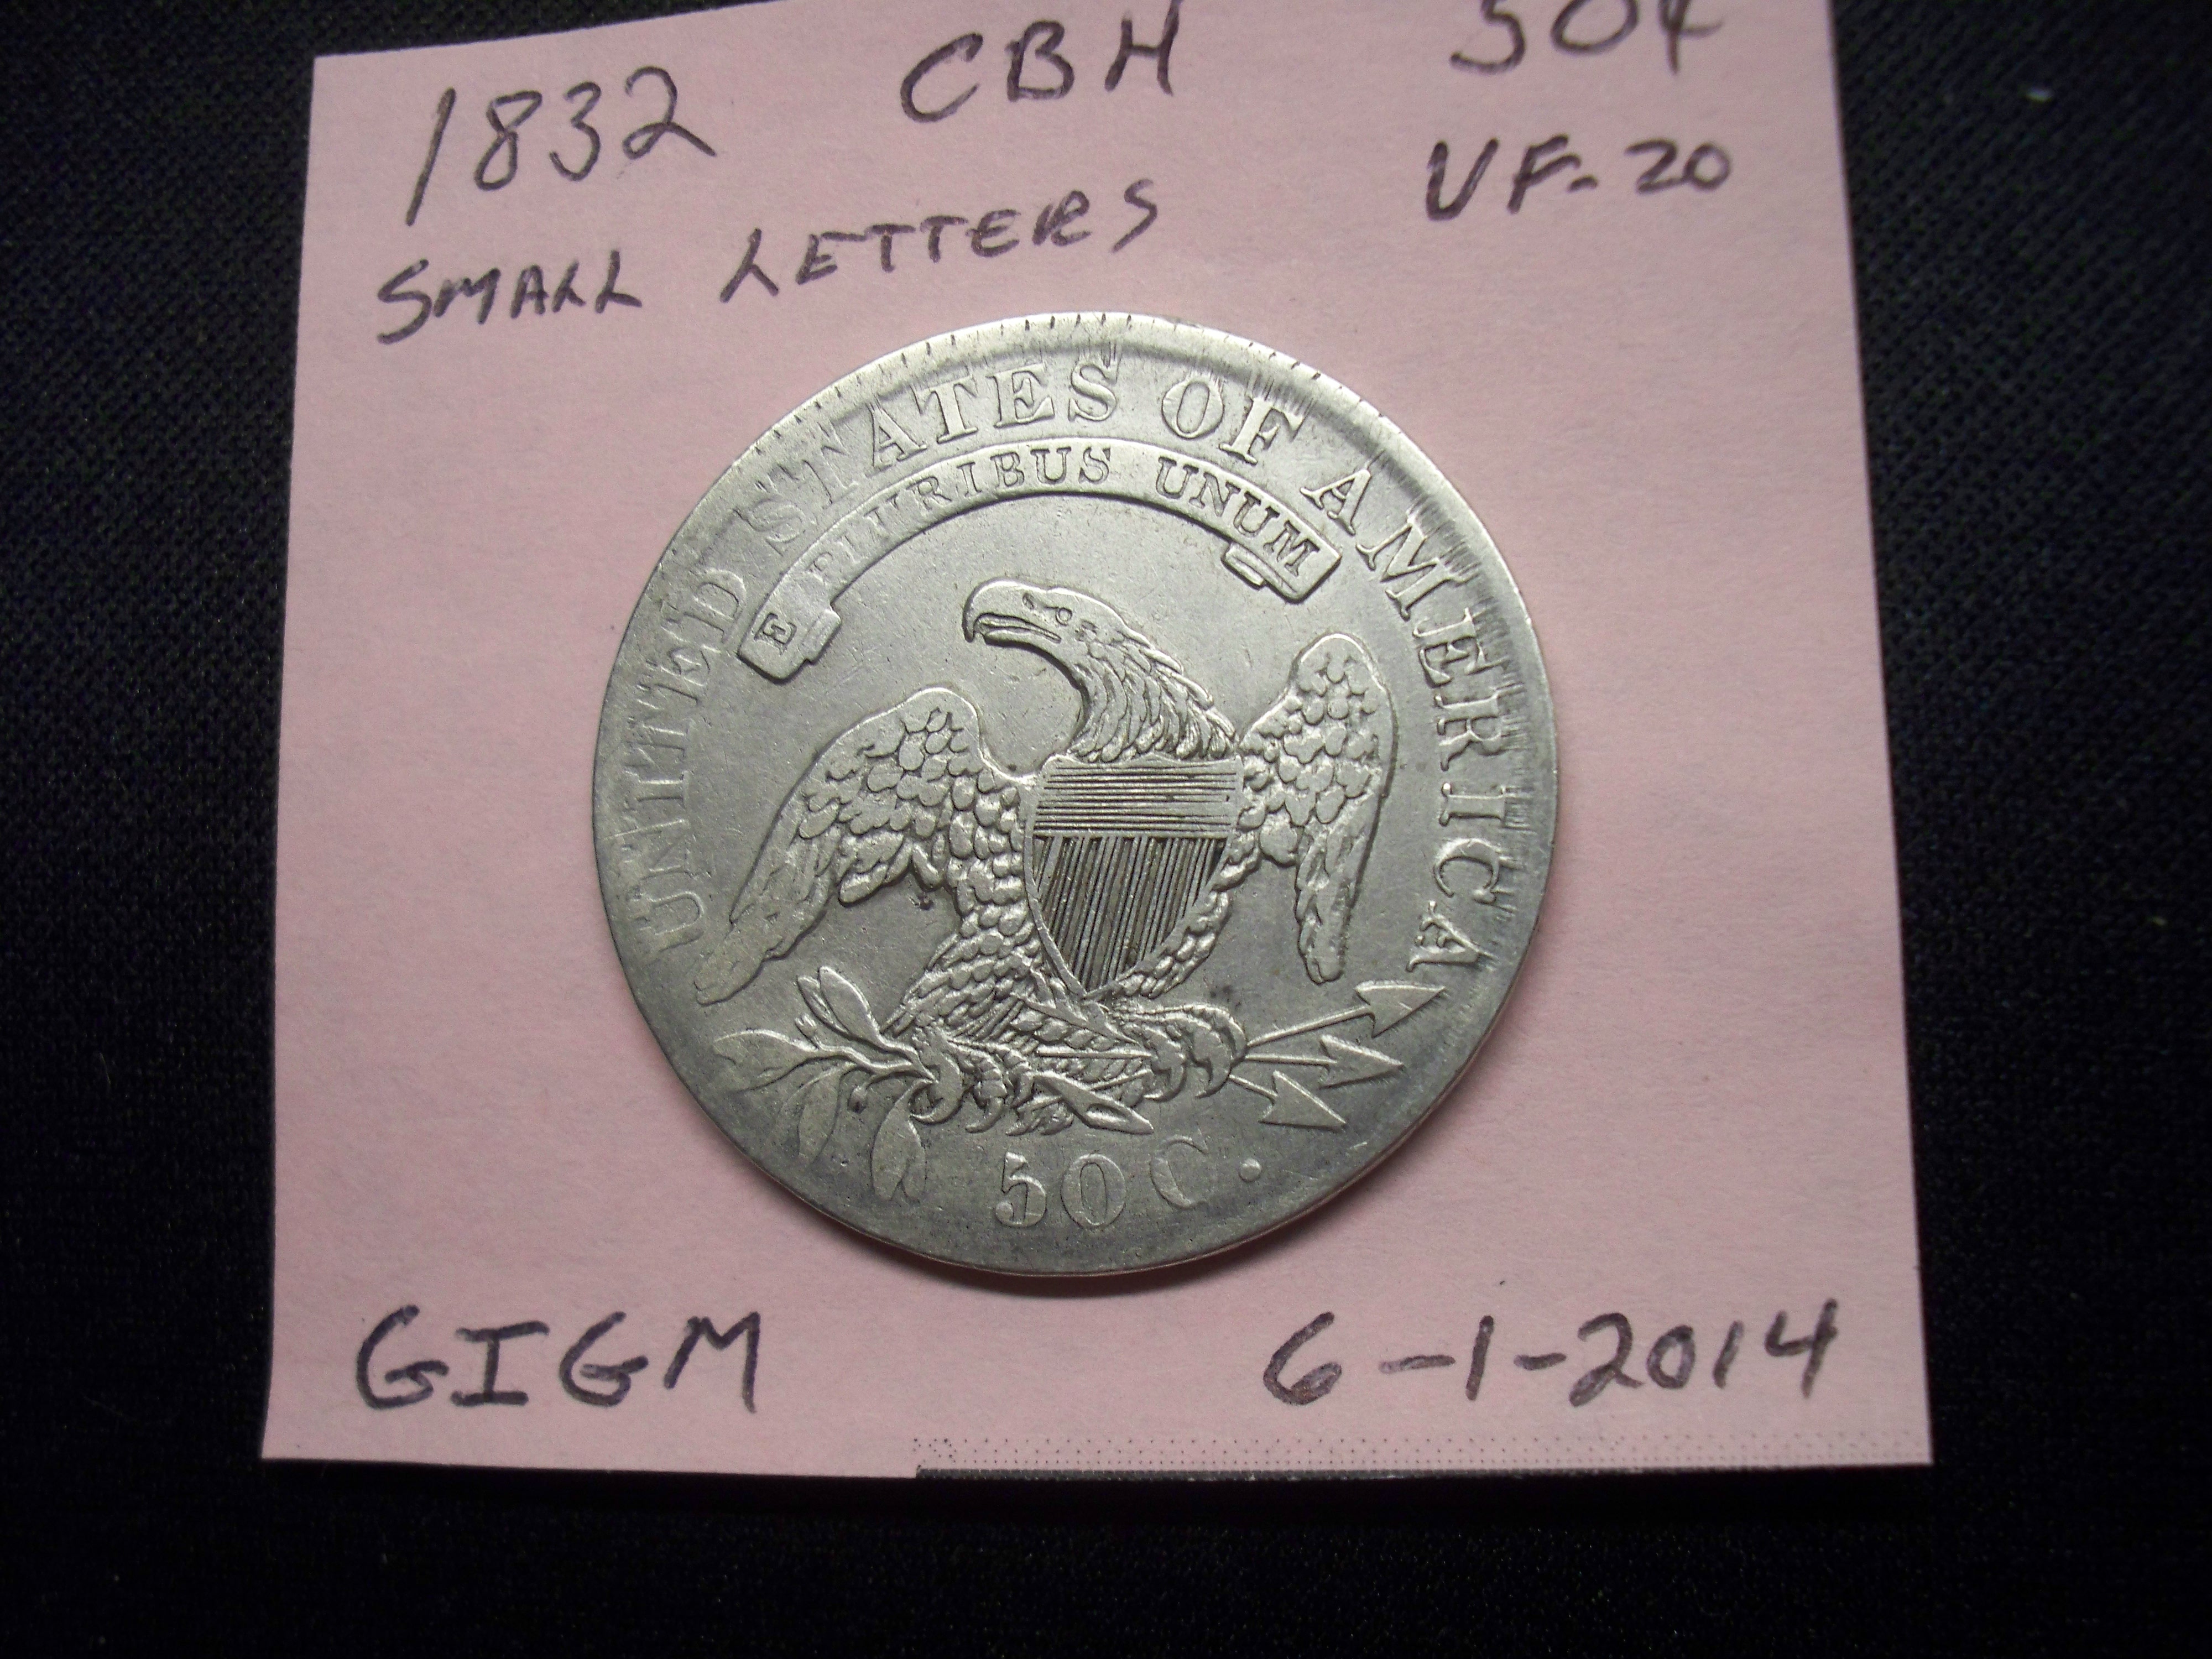 1832 CBH 50¢
SMALL LETTERS VF-20
UNITED STATES OF AMERICA
E PLURIBUS UNUM
50 C.
GIGM 6-1-2014